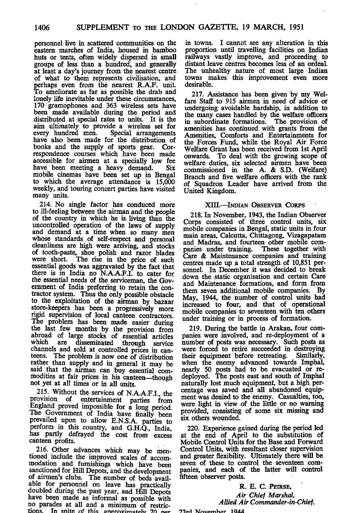 1406 SUPPLEMENT TO THE LONDON GAZETTE, 19 MARCH, 1951
personnel live in scattered communities on the
eastern marches of India, housed in bamboo
huts or tents, often widely dispersed in small
groups of less than a hundred, and generally
at least a day's journey from the nearest centre
of what to them represents civilisation, and
perhaps even from the nearest R.A.F. unit.
To ameliorate as far as possible the drab and
lonely life inevitable under these circumstances,
170 gramophones and 363 wireless sets have
been made available during the period and
distributed at special rates to units. It is the
aim ultimately to provide a wireless set for
every hundred men. Special arrangements
have also been made for the distribution of
books and the supply of sports gear. Cor-
respondence courses which have been made
accessible for airmen at a specially low fee
have been meeting a heavy demand. Six
mobile cinemas have been set up in Bengal
to which the average attendance is 15,000
weekly, and touring concert parties have visited
many units.
214. No single factor has conduced more
to ill-feeling between the airman and the people
of the country in which he is living than the
uncontrolled operation of the laws of supply
and demand at a time when so many men
whose standards of self-respect and personal
cleanliness are high were arriving, and stocks
of tooth-paste, shoe polish and razor blades
were short. The rise in the price of such
essential goods was aggravated by the fact that
there is in India no N.A.A.F.I. to cater for
the essential needs of the serviceman, the Gov-
ernment of India preferring to retain the con-
tractor system. Thus the only possible obstacle
to the exploitation of the airman by bazaar
store-keepers has been a progressively more
rigid supervision of local canteen contractors.
The problem has been made easier during
the last few months by the provision from
abroad of large stocks of essential articles
which are disseminated through service
channels and sold at controlled prices in can-
teens. The problem is now one of distribution
rather than supply and in general it may be
said that the airman can buy essential com-
modities at fair prices in his canteen—though
not yet at all times or in all units.
215. Without the services of N.A.A.F.I., the
provision of entertainment parties from
England proved impossible for a long period.
The Government of India have finally been
prevailed upon to allow E.N.S.A. parties to
perform in this country, and G.H.Q., India,
has partly defrayed the cost from excess
canteen profits.
216. Other advances which may be men-
tioned include the improved scales of accom-
modation and furnishings which have been
sanctioned for Hill Depots, and the development
of airmen's clubs. The number of beds avail-
able for personnel on leave has practically
doubled during the past year, and Hill Depots
have been made as informal as possible with
no parades at all and a minimum of restric-
tions. In spite of this approximately 20 per
in towns. I cannot see any alteration in this
proportion until travelling facilities on Indian
railways vastly improve, and proceeding to
distant leave centres becomes less of an ordeal.
The unhealthy nature of most large Indian
towns makes this improvement even more
desirable.
217. Assistance has been given by my Wel-
fare Staff to 915 airmen in need of advice or
undergoing avoidable hardship, in addition to
the many cases handled by the welfare officers
in subordinate formations. The provision of
amenities has continued with grants from the
Amenities, Comforts and Entertainments for
the Forces Fund, while the Royal Air Force
Welfare Grant has been received from 1st April
onwards. To deal with the growing scope of
welfare duties, six selected airmen have been
commissioned in the A. & S.D. (Welfare)
Branch and five welfare officers with the rank
of Squadron Leader have arrived from the
United Kingdom.
XIII.—INDIAN OBSERVER CORPS
218. In November, 1943, the Indian Observer
Corps consisted of three control units, six
mobile companies in Bengal, static units in four
main areas, Calcutta, Chittagong, Vizagapatam
and Madras, and fourteen other mobile com-
panies under training. These together with
Care & Maintenance companies and training
centres made up a total strength of 10,851 per-
sonnel. In December it was decided to break
down the static organisation and certain Care
and Maintenance formations, and form from
them seven additional mobile companies. By
May, 1944, the number of control units had
increased to four, and that of operational
mobile companies to seventeen with ten others
under training or in process of formation.
219. During the battle in Arakan, four com-
panies were involved, and re-deployment of a
number of posts was necessary. Such posts as
were forced to retire succeeded in destroying
their equipment before retreating. Similarly,
when the enemy advanced towards Imphal,
nearly 50 posts had to be evacuated or re-
deployed. The posts east and south of Imphal
naturally lost much equipment, but a high per-
centage was saved and all abandoned equip-
ment was denied to the enemy. Casualties, too,
were light in view of the little or no warning
provided, consisting of some six missing and
six others wounded.
220. Experience gained during the period led
at the end of April to the substitution of
Mobile Control Units for the Base and Forward
Control Units, with resultant closer supervision
and greater flexibility. Ultimately there will be
seven of these to control the seventeen com-
panies, and each of the latter will control
fifteen observer posts.
R. E. C. PEIRSE,
Air Chief Marshal,
Allied Air Commander-in-Chief.
23rd November 1944